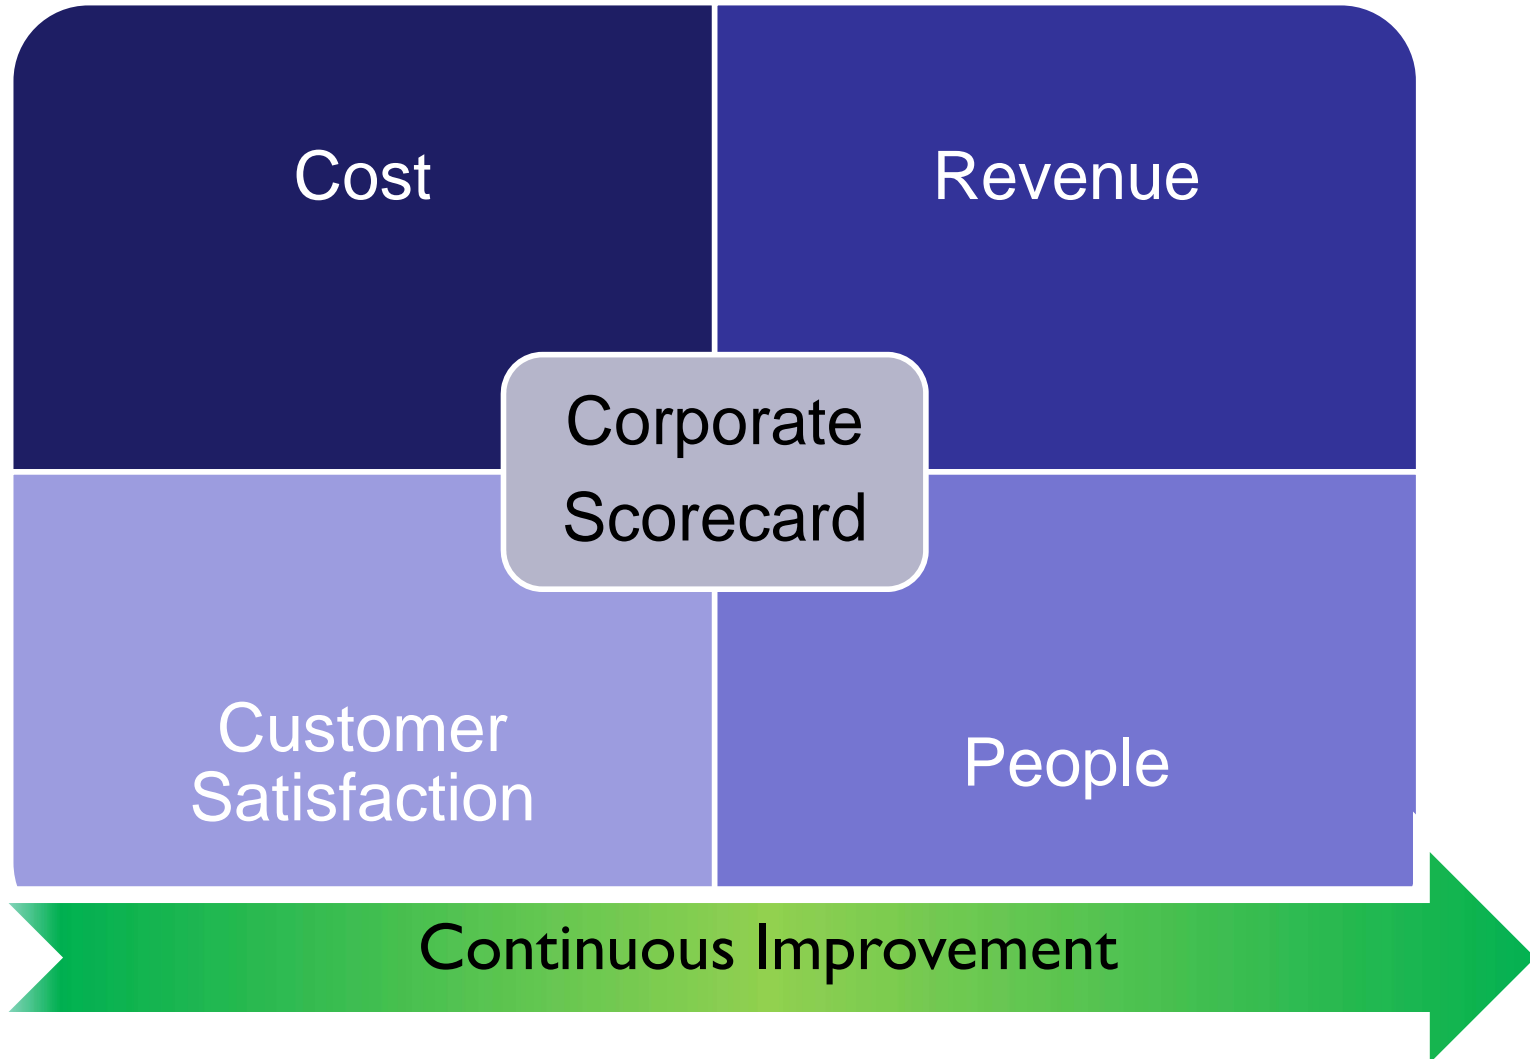 Cost
Revenue
Corporate
Scorecard
Customer
Satisfaction
People
Continuous Improvement